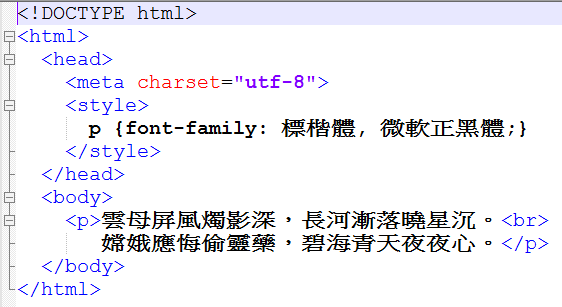 <!DOCTYPE html>
<html>
<head>
<meta charset="utf-8">
<style>
p {font-family: 標楷體, 微軟正黑體;}
</style>
</head>
<body>
<p>雲母屏風燭影深，長河漸落曉星沉。<br>
嫦娥應悔偷靈藥，碧海青天夜夜心。</p>
</body>
</html>